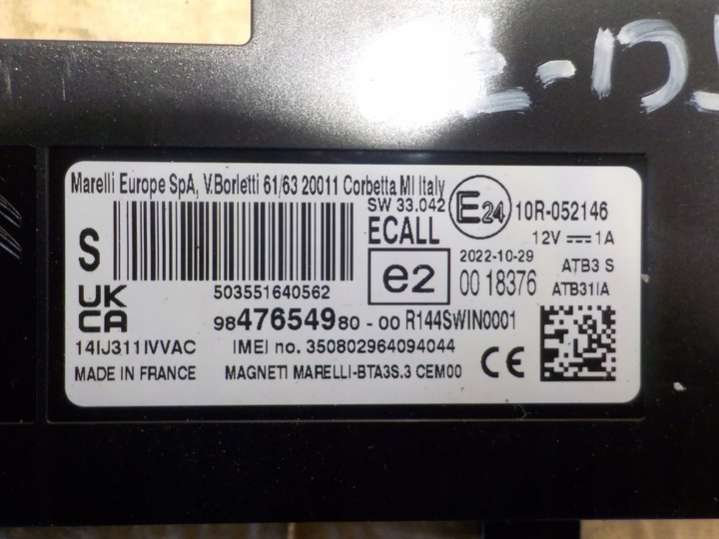 Marelli Europe SpA, V.Borletti 61/63 20011 Corbetta MI Italy
SW 33.042
ECALL
E24
10R-052146
12V 1A
S
503551640562
e2
2022-10-29
00 18376
ATB3 S
ATB31IA
UK
CA
9847654980-00 R144SWIN0001
14IJ311IVVAC
IMEI no. 350802964094044
MADE IN FRANCE
MAGNETI MARELLI-BTA3S.3 CEM00
CE